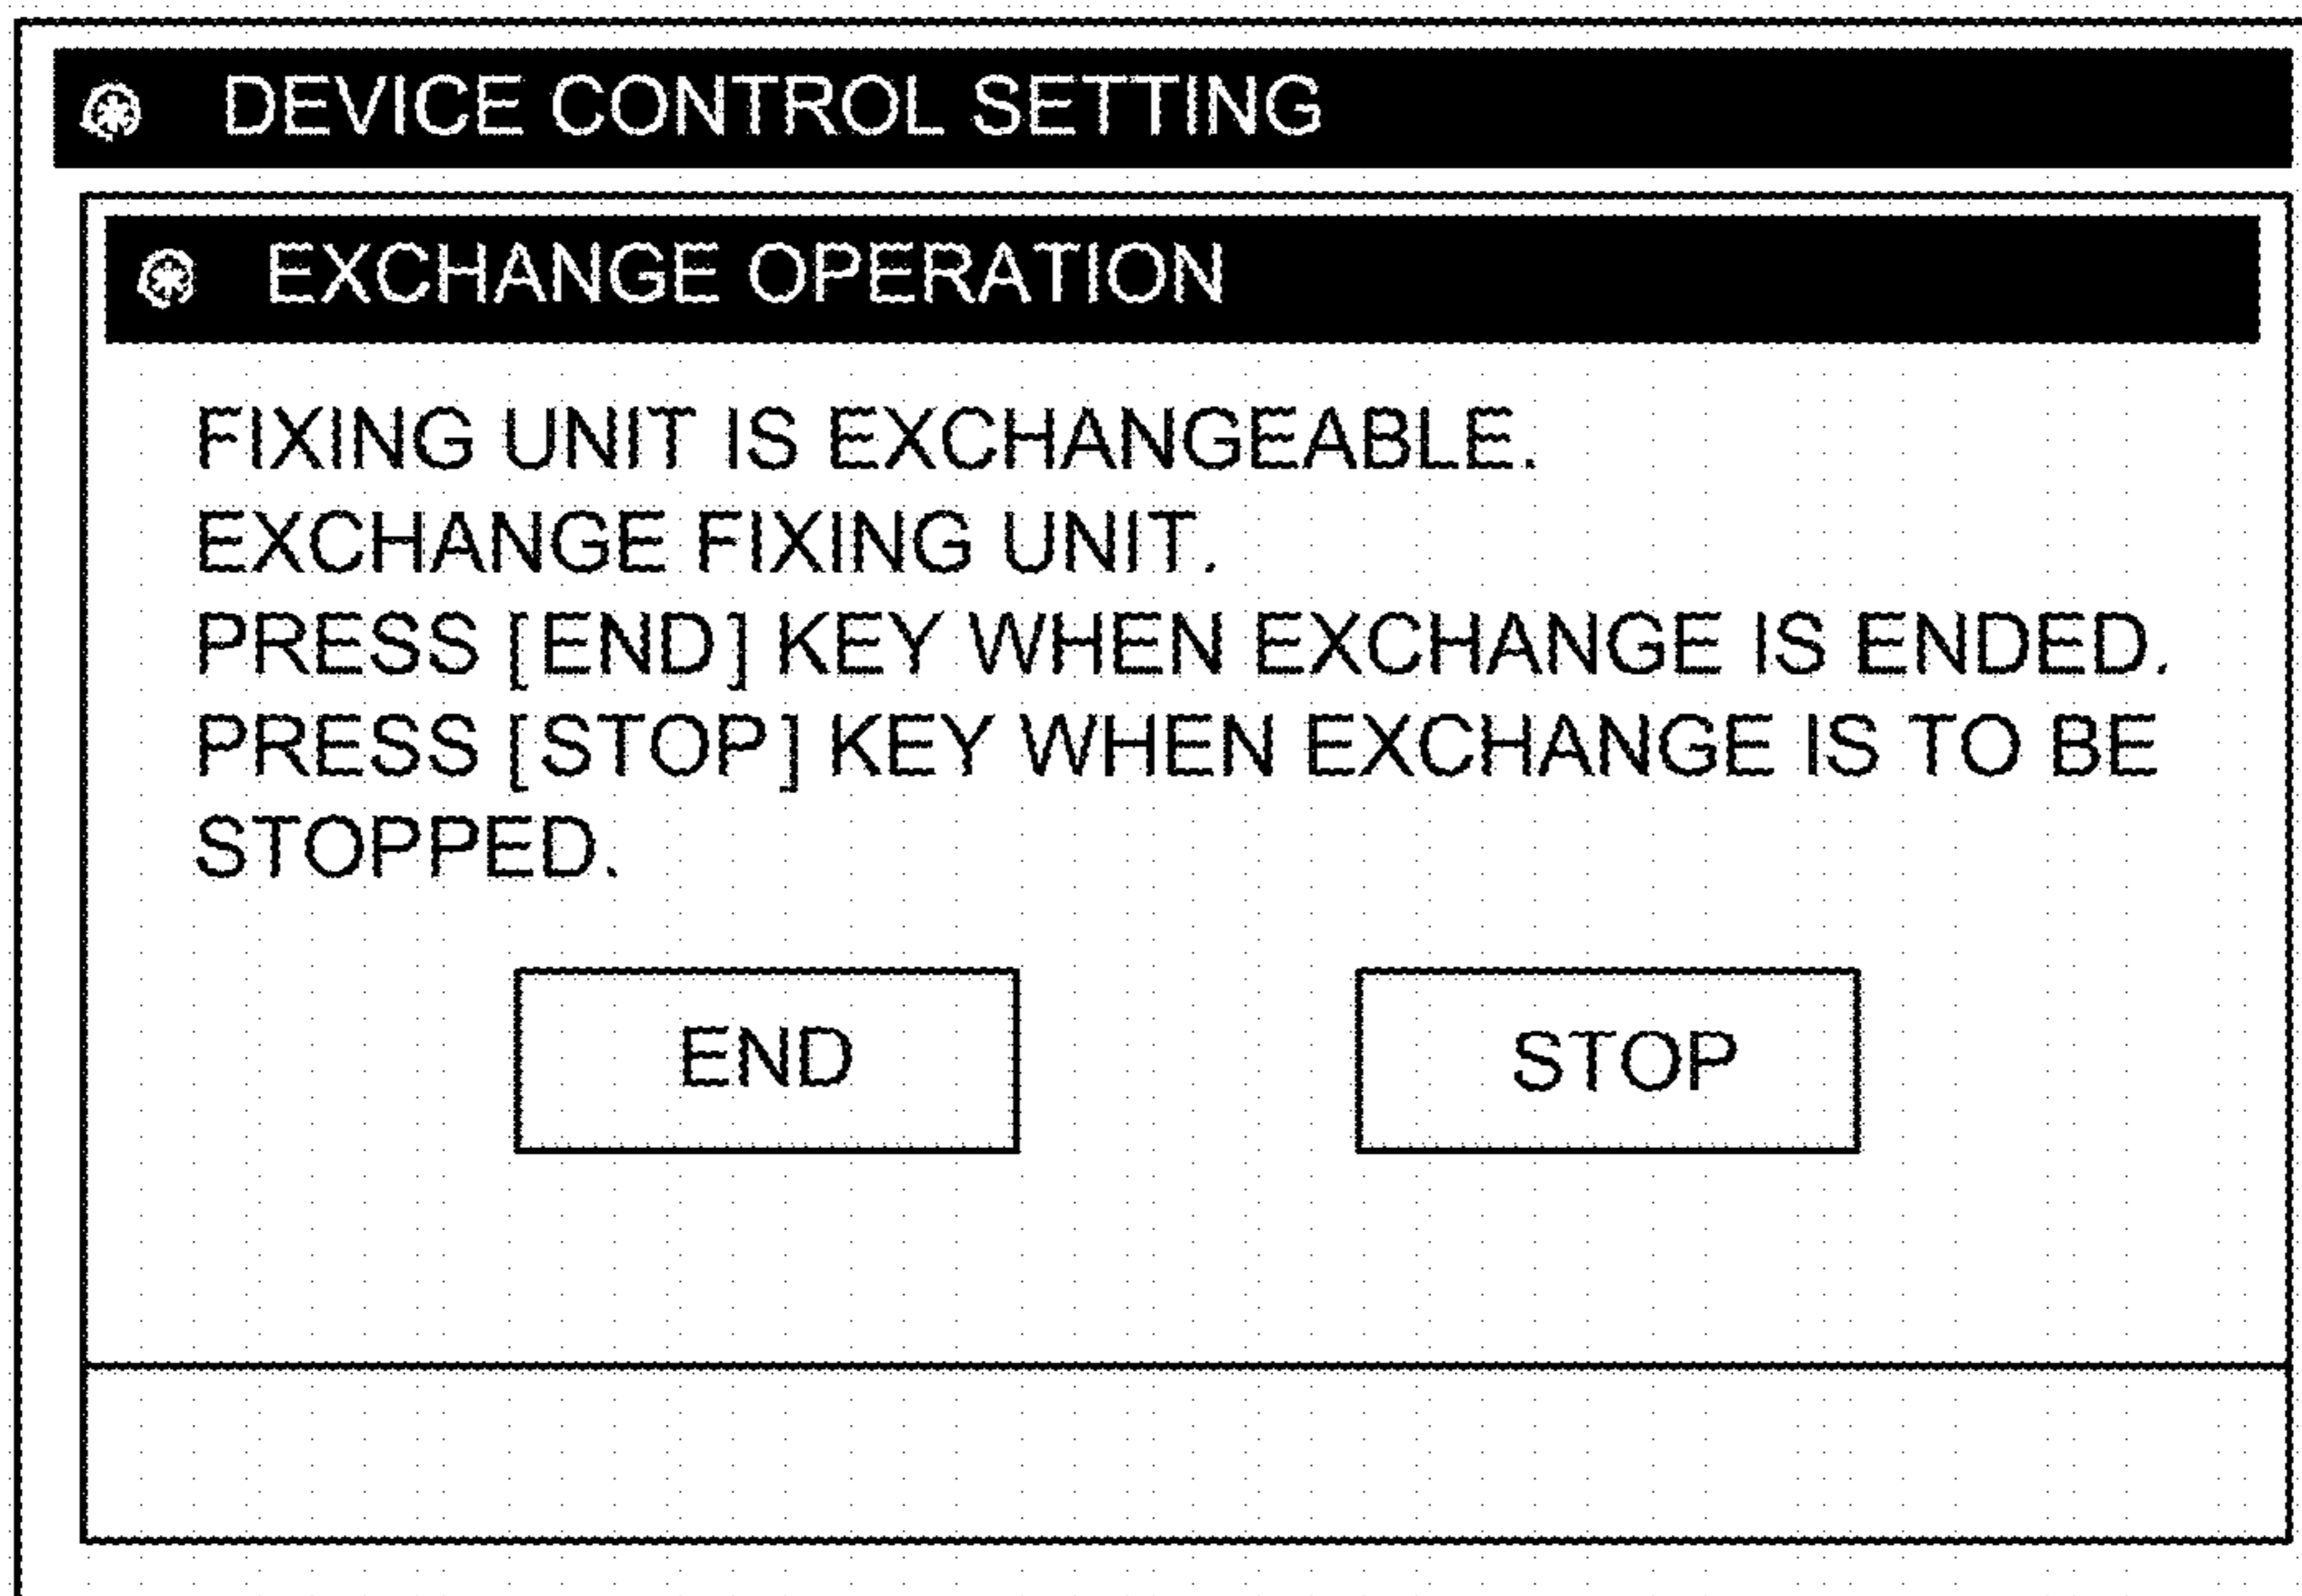 DEVICE CONTROL SETTING
EXCHANGE OPERATION
FIXING UNIT IS EXCHANGEABLE.
EXCHANGE FIXING UNIT.
PRESS [END] KEY WHEN EXCHANGE IS ENDED.
PRESS [STOP] KEY WHEN EXCHANGE IS TO BE
STOPPED.
END
STOP